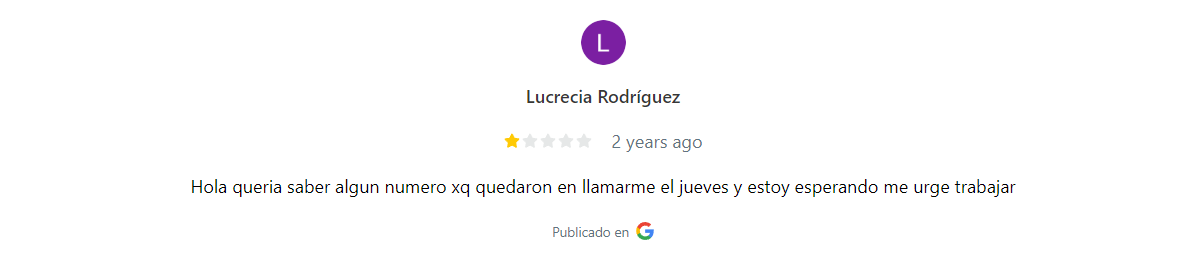 L
Lucrecia Rodríguez
2 years ago
Hola queria saber algun numero xq quedaron en llamarme el jueves y estoy esperando me urge trabajar
Publicado en G